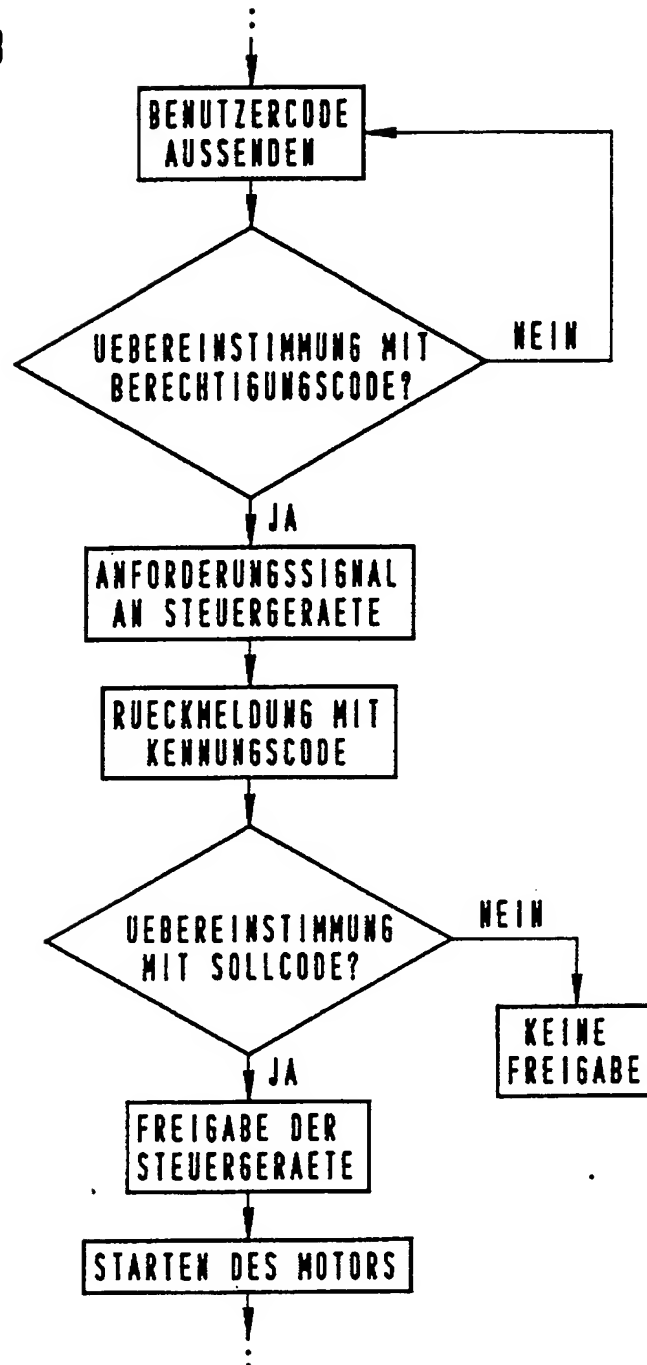 BENUTZERCODE
AUSSENDEN
UEBEREINSTIMMUNG MIT
BERECHTIGUNGSCODE?
NEIN
JA
ANFORDERUNGSSIGNAL
AN STEUERGERAETE
RUECKMELDUNG MIT
KENNUNGSCODE
UEBEREINSTIMMUNG
MIT SOLLCODE?
NEIN
KEINE
FREIGABE
JA
FREIGABE DER
STEUERGERAETE
STARTEN DES MOTORS